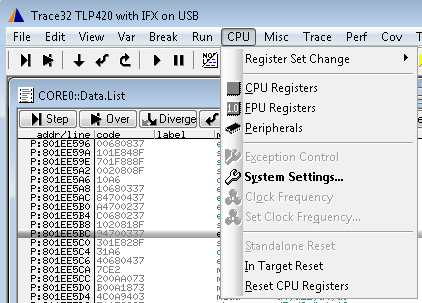 Trace32 TLP420 with IFX on USB
File Edit View Var Break Run CPU Misc Trace Perf Cov T
Register Set Change
CPU Registers
FPU Registers
Peripherals
Exception Control
System Settings...
Clock Frequency
Set Clock Frequency...
Standalone Reset
In Target Reset
Reset CPU Registers
CORE0::Data.List
Step Over Diverge
addr/line code label
P:801EE596 00680837
P:801EE59A 101E848F
P:801EE59E 701F888F
P:801EE5A2 0020808F
P:801EE5A6 10A6
P:801EE5A8 10680337
P:801EE5AC 84700437
P:801EE5B0 A4700237
P:801EE5B4 C0680237
P:801EE5B8 1020818F
P:801EE5BC 94700337
P:801EE5C0 301E828F
P:801EE5C4 31A6
P:801EE5C6 40680437
P:801EE5CA 7CE2
P:801EE5CC 200AA073
P:801EE5D0 B00A1873
P:801EE5D4 4C0A9403